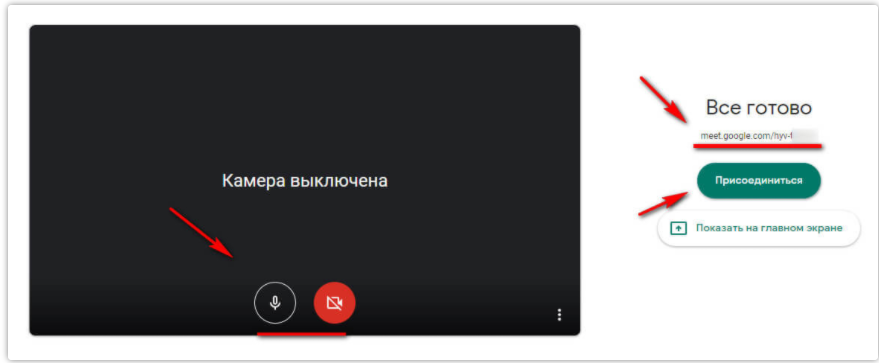 Камера выключена
Все готово
meet.google.com/hyv-
Присоединиться
Показать на главном экране